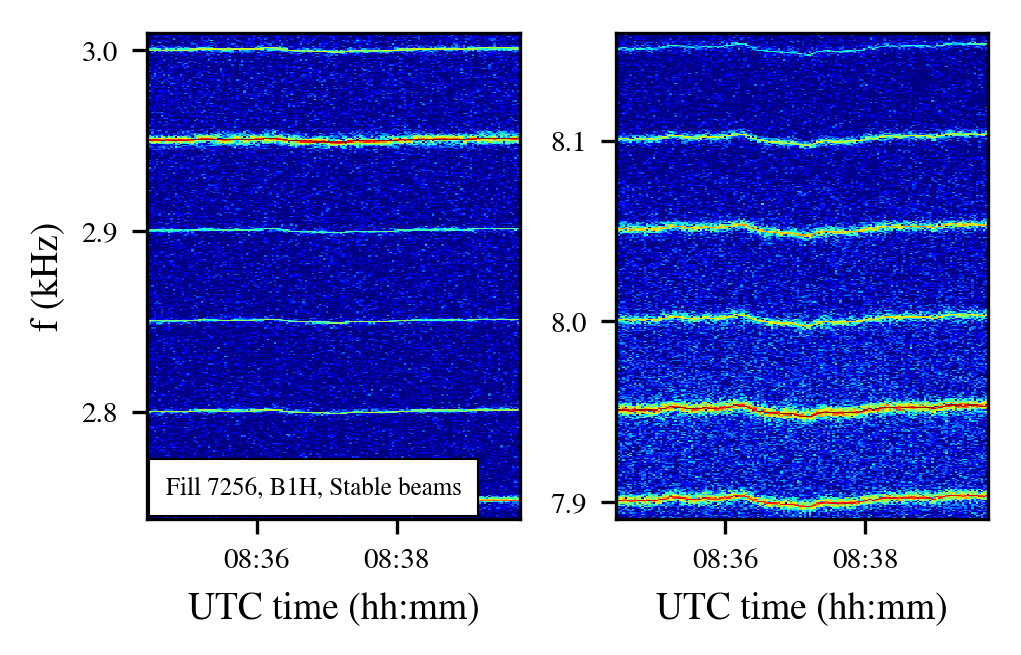 f (kHz)
3.0
2.9
2.8
Fill 7256, B1H, Stable beams
08:36 08:38
UTC time (hh:mm)
8.1
8.0
7.9
08:36 08:38
UTC time (hh:mm)